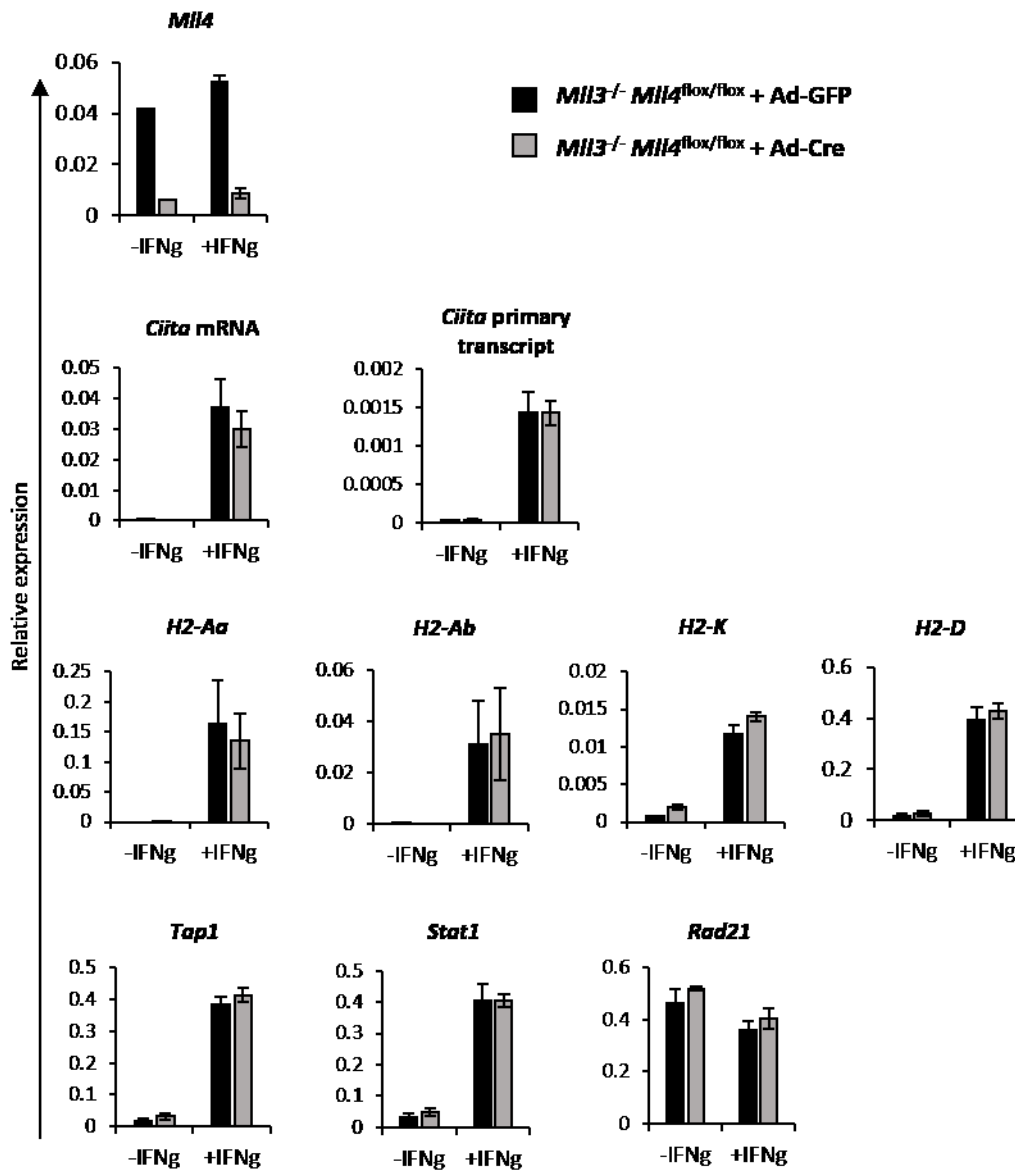 Mll4
0.06
0.04
0.02
0
-IFNg +IFNg
Mll3-/- Mll4flox/flox + Ad-GFP
Mll3-/- Mll4flox/flox + Ad-Cre
Relative expression
Ciita mRNA
0.05
0.04
0.03
0.02
0.01
0
-IFNg +IFNg
Ciita primary
transcript
0.002
0.0015
0.001
0.0005
0
-IFNg +IFNg
H2-Aa
0.25
0.2
0.15
0.1
0.05
0
-IFNg +IFNg
H2-Ab
0.06
0.04
0.02
0
-IFNg +IFNg
H2-K
0.02
0.015
0.01
0.005
0
-IFNg +IFNg
H2-D
0.6
0.4
0.2
0
-IFNg +IFNg
Tap1
0.5
0.4
0.3
0.2
0.1
0
-IFNg +IFNg
Stat1
0.5
0.4
0.3
0.2
0.1
0
-IFNg +IFNg
Rad21
0.6
0.4
0.2
0
-IFNg +IFNg